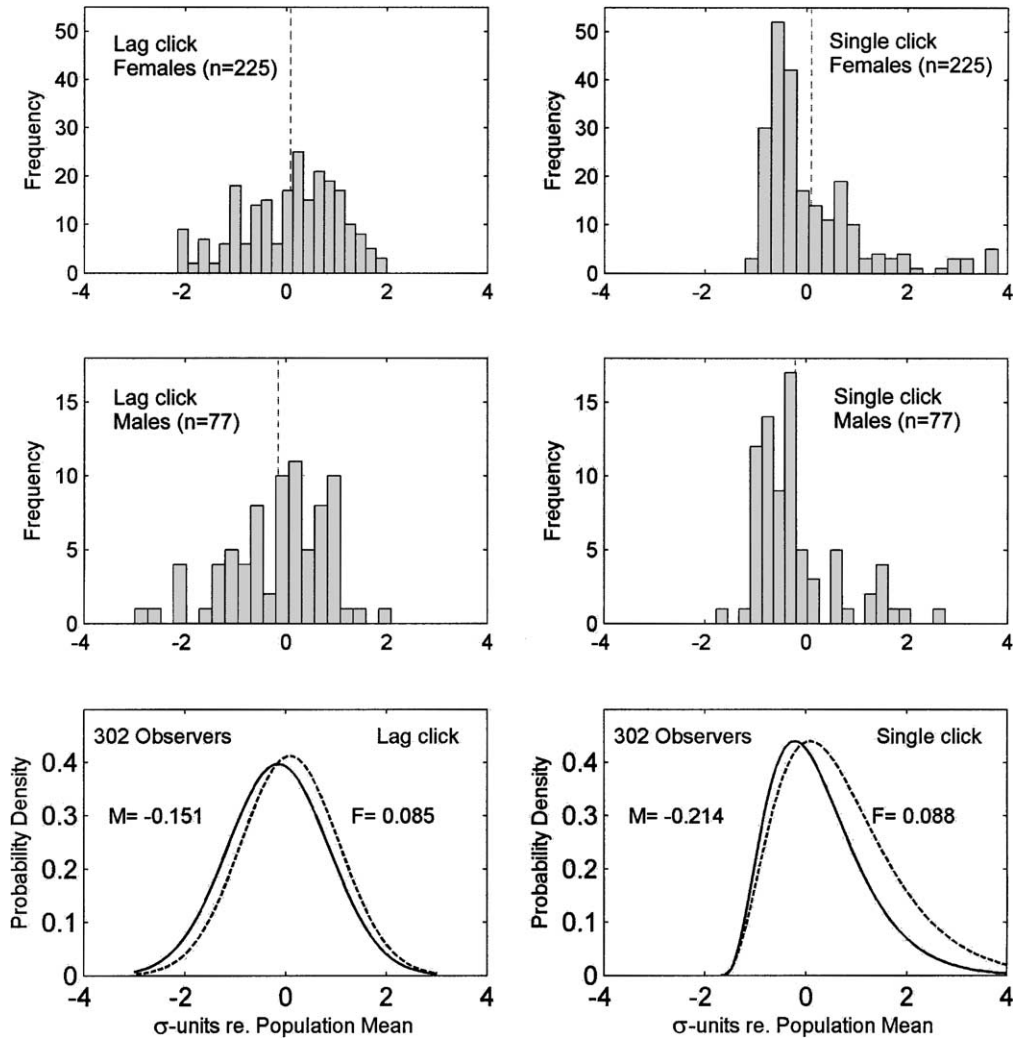 50
40
30
20
10
0
Frequency
Lag click
Females (n=225)
-4
-2
0
2
4
50
40
30
20
10
0
Frequency
Single click
Females (n=225)
-4
-2
0
2
4
15
10
5
0
Frequency
Lag click
Males (n=77)
-4
-2
0
2
4
15
10
5
0
Frequency
Single click
Males (n=77)
-4
-2
0
2
4
0.4
0.3
0.2
0.1
0
Probability Density
302 Observers
Lag click
M= -0.151
F= 0.085
-4
-2
0
2
4
σ-units re. Population Mean
0.4
0.3
0.2
0.1
0
Probability Density
302 Observers
Single click
M= -0.214
F= 0.088
-4
-2
0
2
4
σ-units re. Population Mean